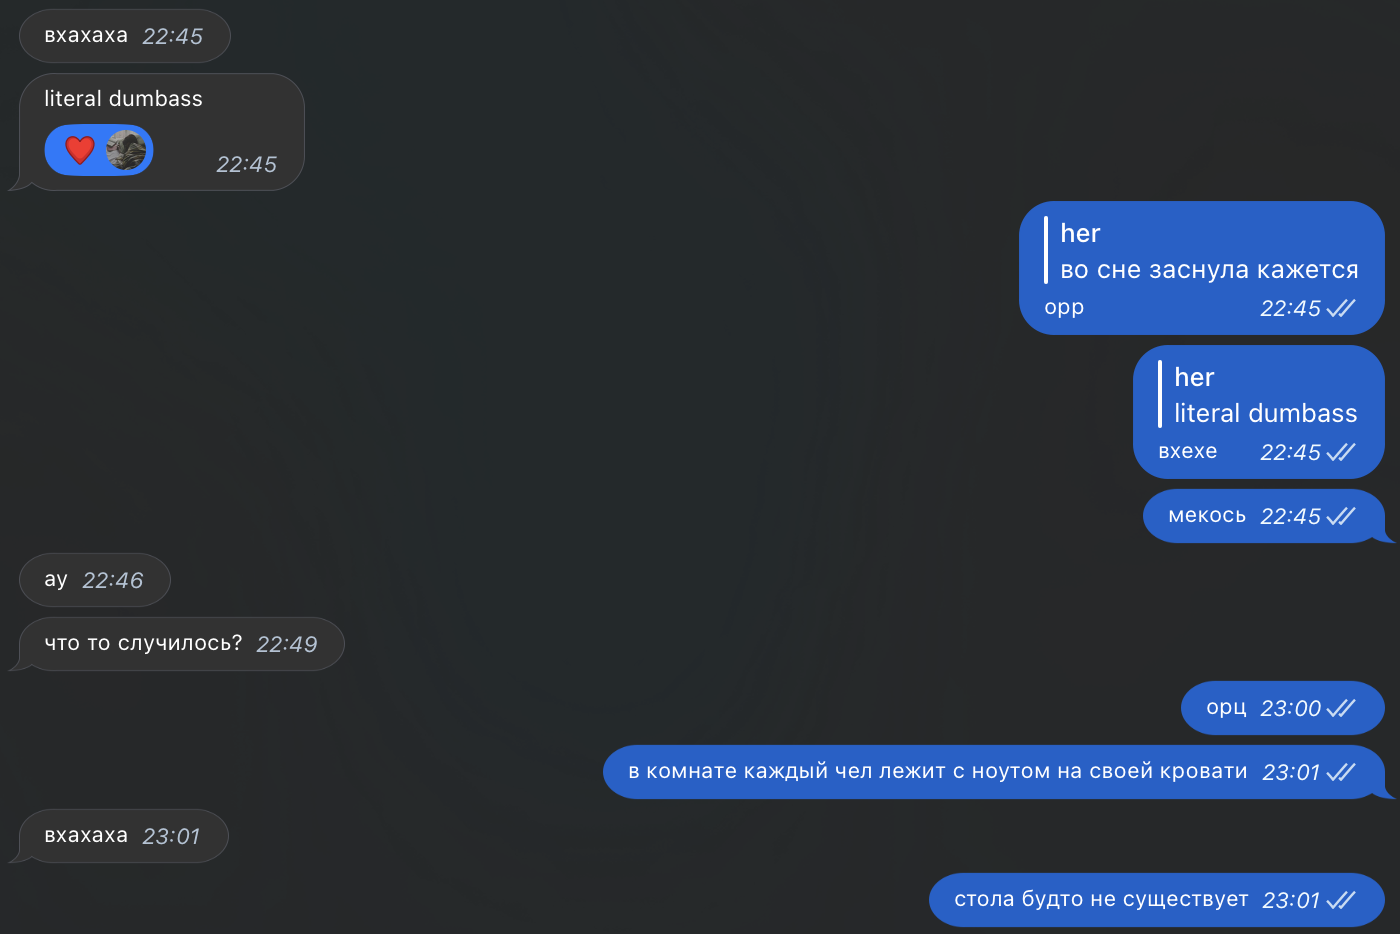 вхахаха 22:45
literal dumbass
22:45
her
во сне заснула кажется
орр 22:45
her
literal dumbass
вхехе 22:45
мекось 22:45
ау 22:46
что то случилось? 22:49
орц 23:00
в комнате каждый чел лежит с ноутом на своей кровати 23:01
вхахаха 23:01
стола будто не существует 23:01